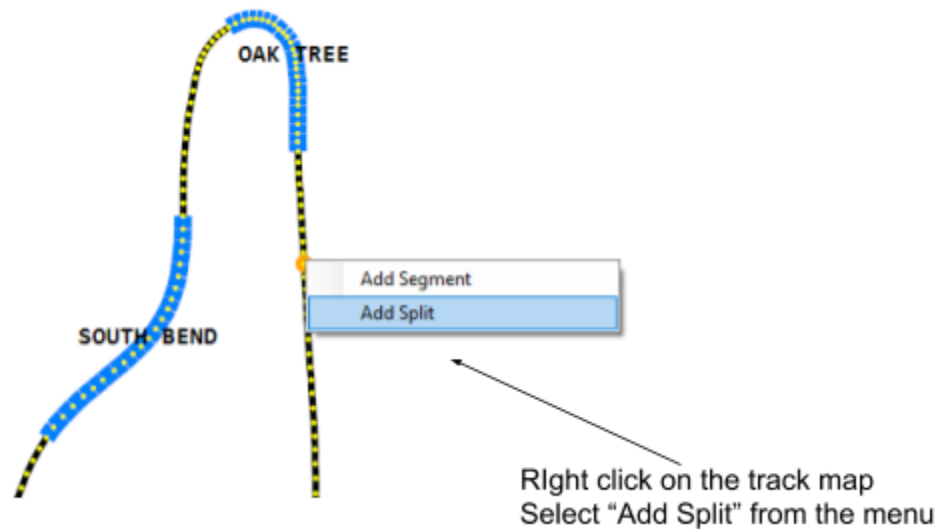 OAK TREE
Add Segment
Add Split
SOUTH BEND
RIght click on the track map
Select “Add Split” from the menu